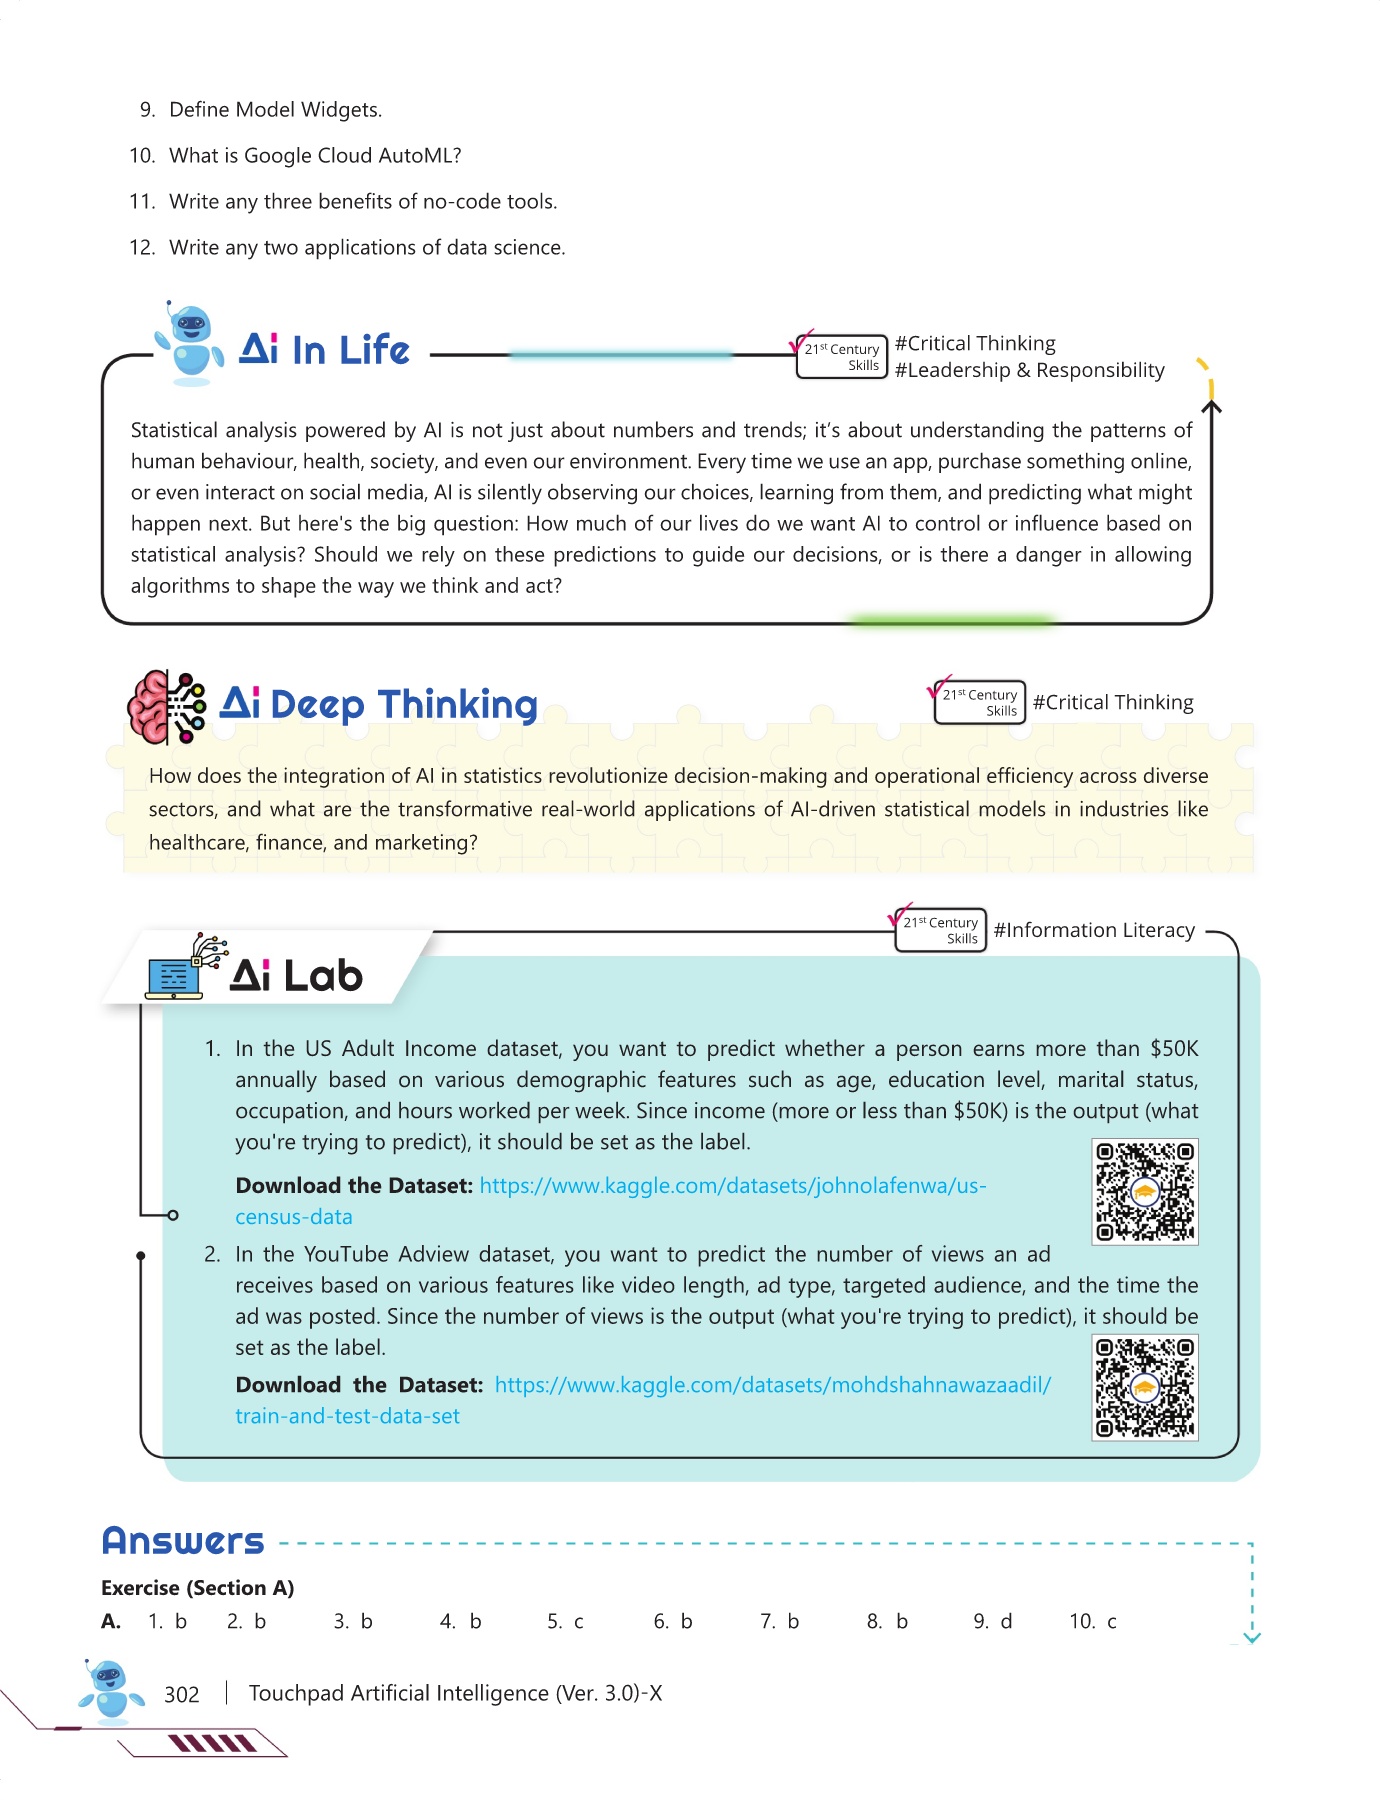 9. Define Model Widgets.
10. What is Google Cloud AutoML?
11. Write any three benefits of no-code tools.
12. Write any two applications of data science.
Ai In Life
21st Century
Skills
#Critical Thinking
#Leadership & Responsibility
Statistical analysis powered by AI is not just about numbers and trends; it’s about understanding the patterns of
human behaviour, health, society, and even our environment. Every time we use an app, purchase something online,
or even interact on social media, AI is silently observing our choices, learning from them, and predicting what might
happen next. But here's the big question: How much of our lives do we want AI to control or influence based on
statistical analysis? Should we rely on these predictions to guide our decisions, or is there a danger in allowing
algorithms to shape the way we think and act?
Ai Deep Thinking
21st Century
Skills
#Critical Thinking
How does the integration of AI in statistics revolutionize decision-making and operational efficiency across diverse
sectors, and what are the transformative real-world applications of AI-driven statistical models in industries like
healthcare, finance, and marketing?
21st Century
Skills
#Information Literacy
Ai Lab
1. In the US Adult Income dataset, you want to predict whether a person earns more than $50K
annually based on various demographic features such as age, education level, marital status,
occupation, and hours worked per week. Since income (more or less than $50K) is the output (what
you're trying to predict), it should be set as the label.
Download the Dataset: https://www.kaggle.com/datasets/johnolafenwa/us-
census-data
2. In the YouTube Adview dataset, you want to predict the number of views an ad
receives based on various features like video length, ad type, targeted audience, and the time the
ad was posted. Since the number of views is the output (what you're trying to predict), it should be
set as the label.
Download the Dataset: https://www.kaggle.com/datasets/mohdshahnawazaadil/
train-and-test-data-set
Answers
Exercise (Section A)
A. 1. b 2. b 3. b 4. b 5. c 6. b 7. b 8. b 9. d 10. c
302 | Touchpad Artificial Intelligence (Ver. 3.0)-X